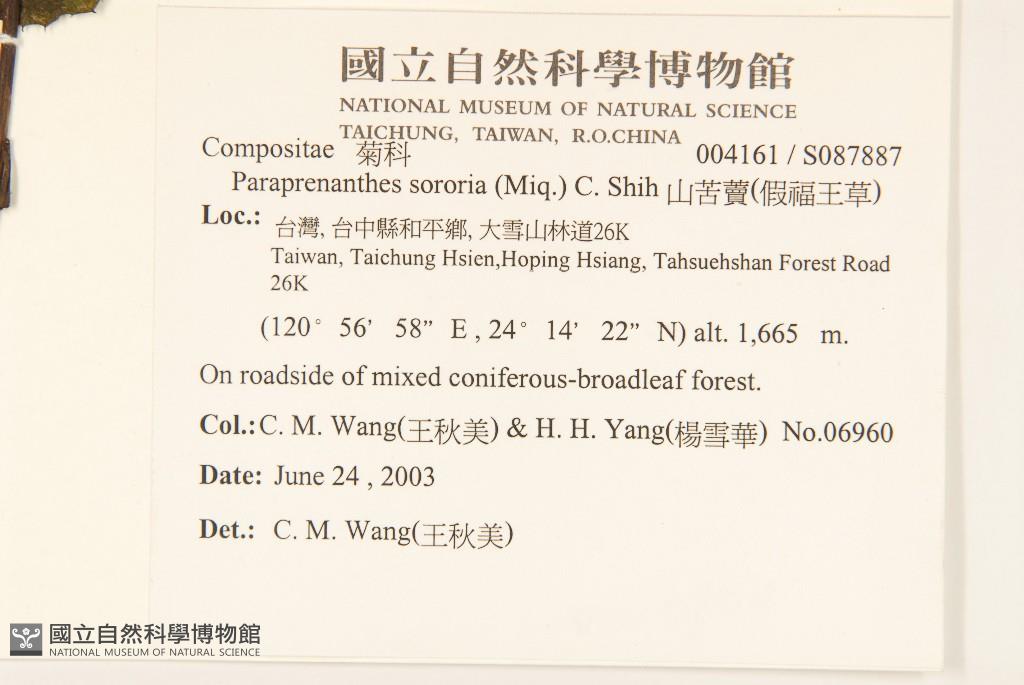 國立自然科學博物館
NATIONAL MUSEUM OF NATURAL SCIENCE
TAICHUNG, TAIWAN, R.O.CHINA
Compositae 菊科 004161 / S087887
Paraprenanthes sororia (Miq.) C. Shih 山苦藚(假福王草)
Loc.: 台灣, 台中縣和平鄉, 大雪山林道26K
Taiwan, Taichung Hsien,Hoping Hsiang, Tahsuehshan Forest Road
26K
(120° 56’ 58” E , 24° 14’ 22” N) alt. 1,665 m.
On roadside of mixed coniferous-broadleaf forest.
Col.: C. M. Wang(王秋美) & H. H. Yang(楊雪華) No.06960
Date: June 24 , 2003
Det.: C. M. Wang(王秋美)
國立自然科學博物館
NATIONAL MUSEUM OF NATURAL SCIENCE